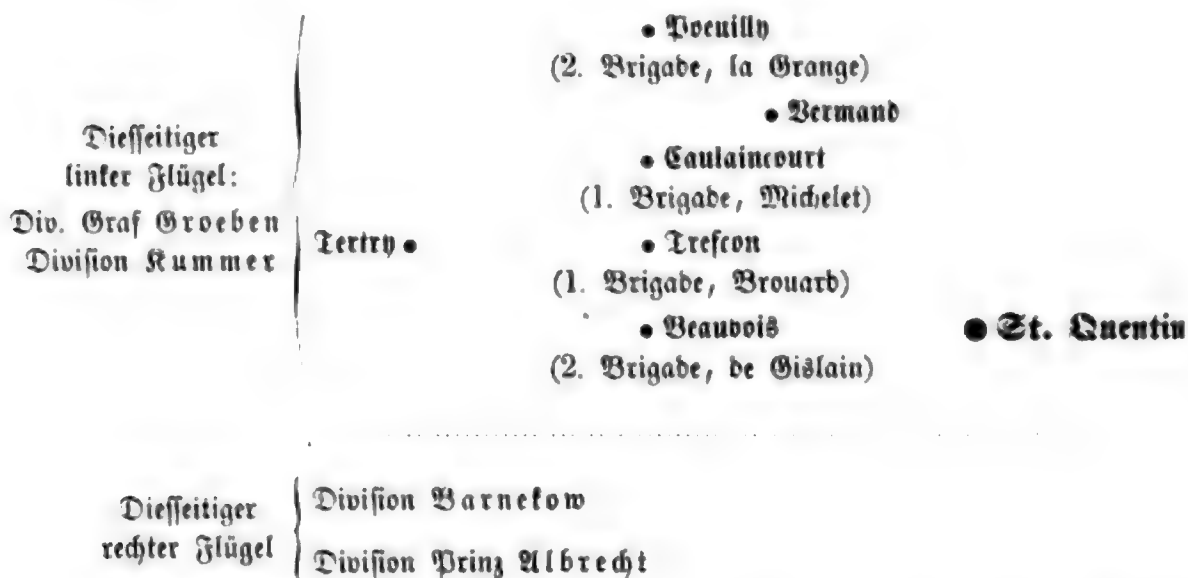 • Poeuilly
(2. Brigade, la Grange)
• Vermand
Diesseitiger
linker Flügel:
Div. Graf Groeben
Division Kummer
Tertry •
• Caulaincourt
(1. Brigade, Michelet)
• Trefcon
(1. Brigade, Brouard)
• Beauvois
(2. Brigade, de Gislain)
• St. Quentin
Diesseitiger
rechter Flügel
Division Barnekow
Division Prinz Albrecht